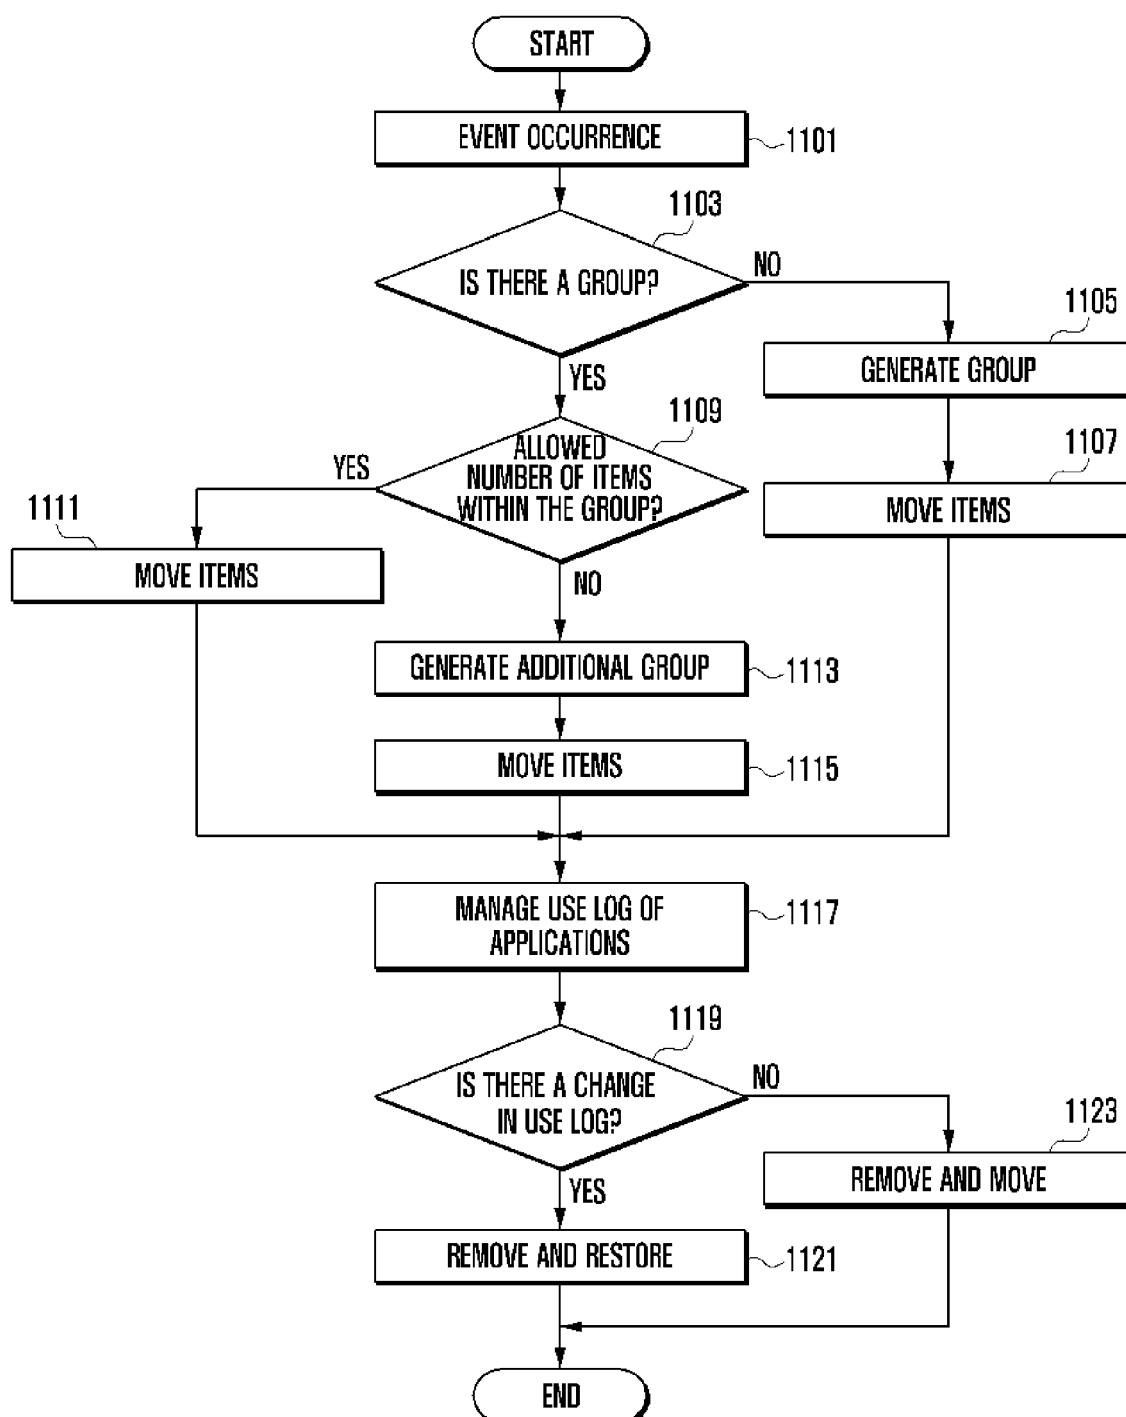 START
EVENT OCCURRENCE
1101
1103
IS THERE A GROUP?
NO
1105
GENERATE GROUP
YES
1109
ALLOWED
NUMBER OF ITEMS
WITHIN THE GROUP?
YES
1107
MOVE ITEMS
1111
MOVE ITEMS
NO
GENERATE ADDITIONAL GROUP
1113
MOVE ITEMS
1115
MANAGE USE LOG OF
APPLICATIONS
1117
1119
IS THERE A CHANGE
IN USE LOG?
NO
1123
REMOVE AND MOVE
YES
REMOVE AND RESTORE
1121
END